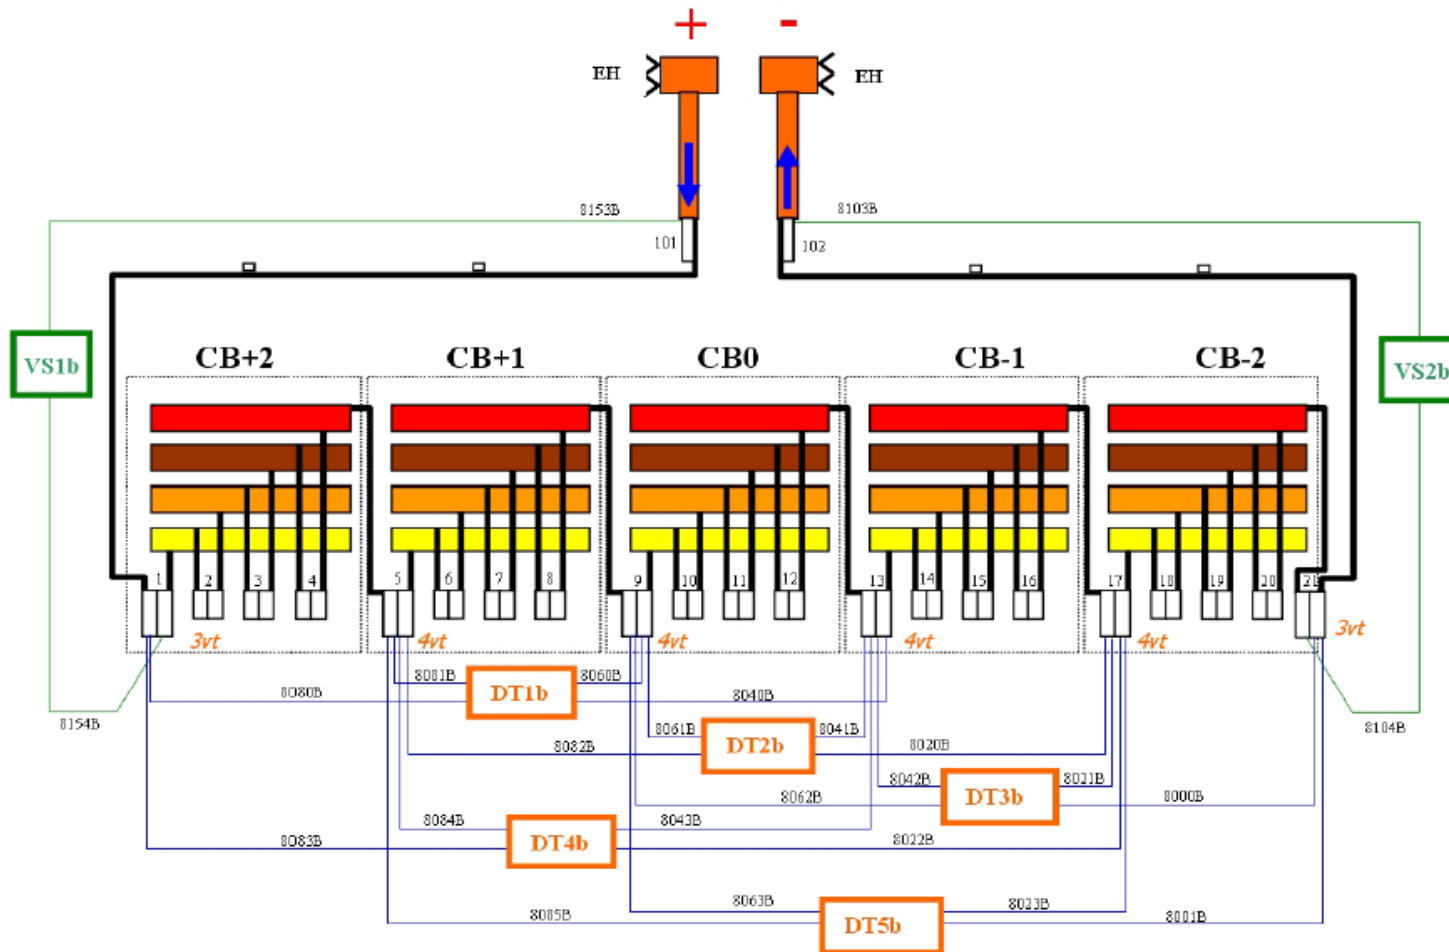 + -
EH EH
8153B 8103B
101 102
VS1b CB+2 CB+1 CB0 CB-1 CB-2 VS2b
1 2 3 4 5 6 7 8 9 10 11 12 13 14 15 16 17 18 19 20 21
3vt 4vt 4vt 4vt 4vt 3vt
8081B 8060B
8080B DT1b 8040B
8154B 8061B 8041B 8104B
8082B DT2b 8020B
8042B 8021B
8062B DT3b 8000B
8084B 8043B
8083B DT4b 8022B
8063B 8023B
8085B DT5b 8001B